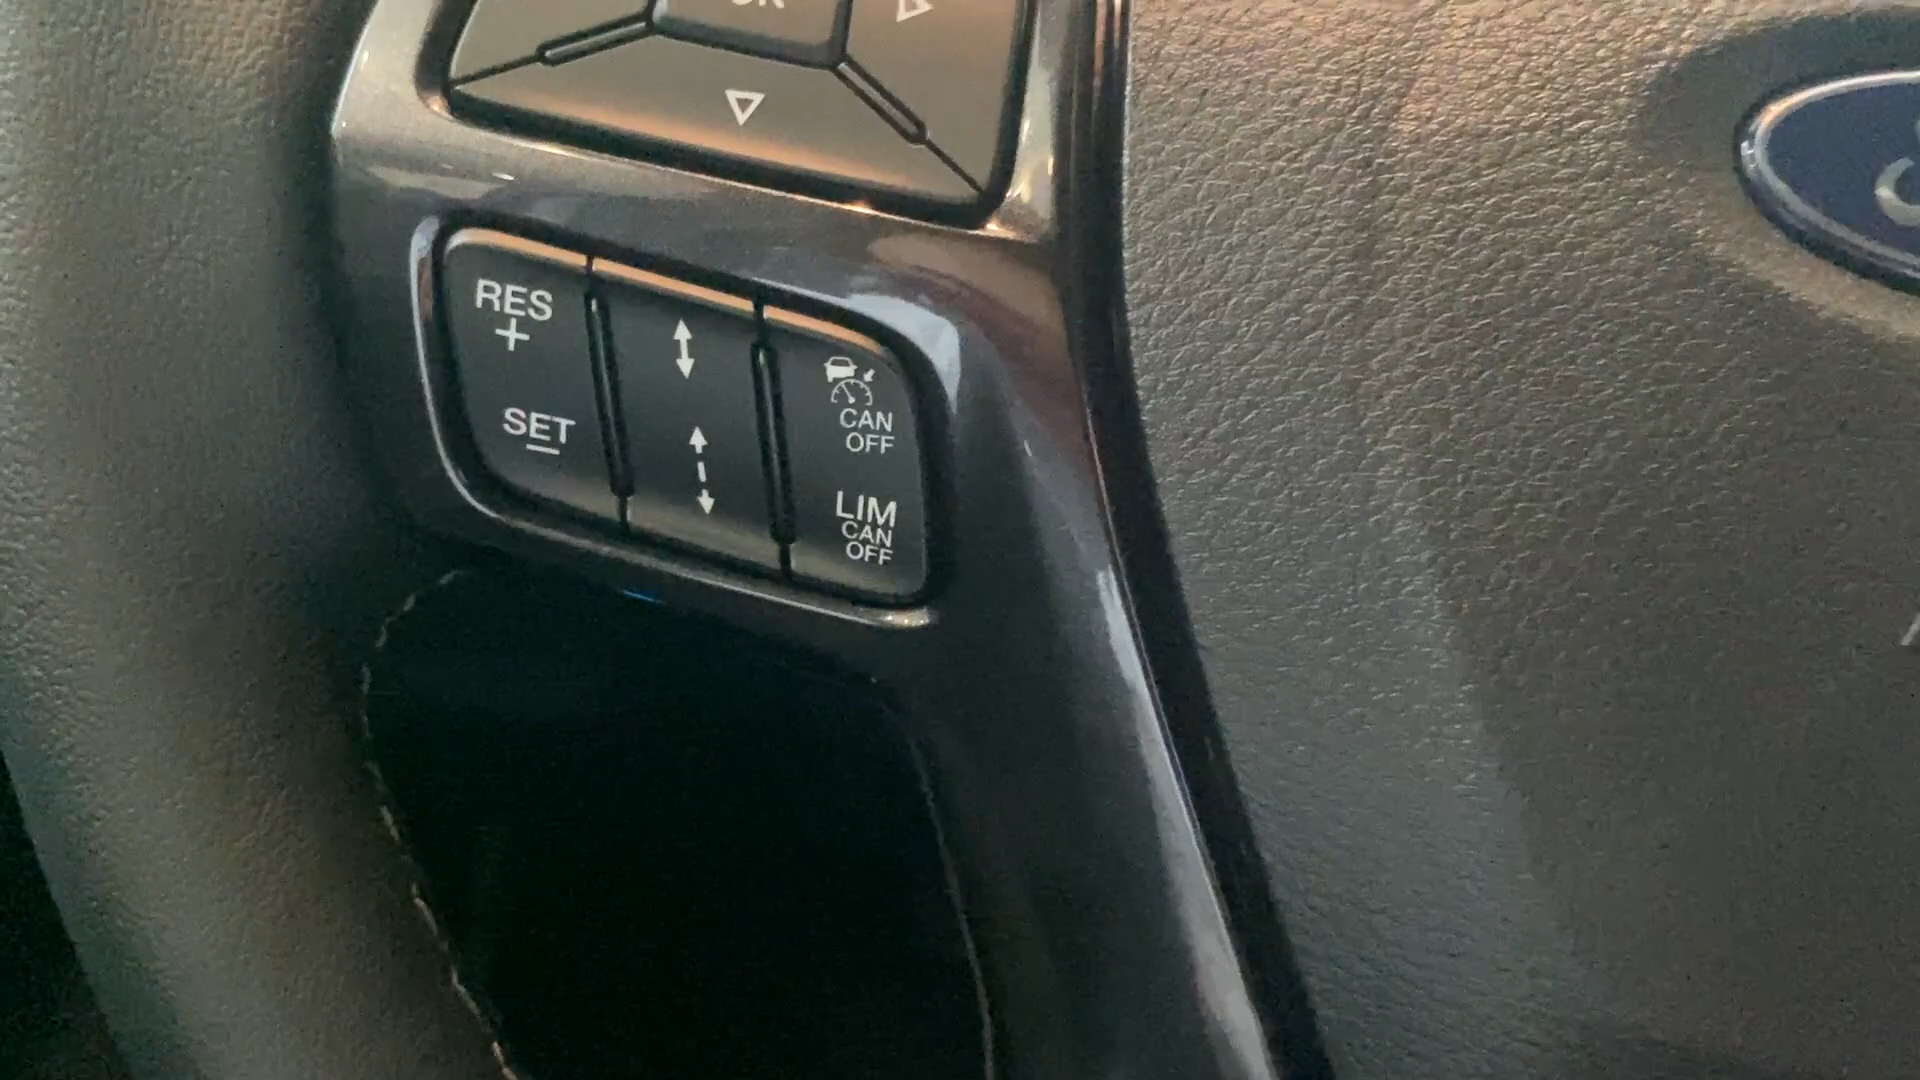 RES
+
SET
–
CAN
OFF
LIM
CAN
OFF